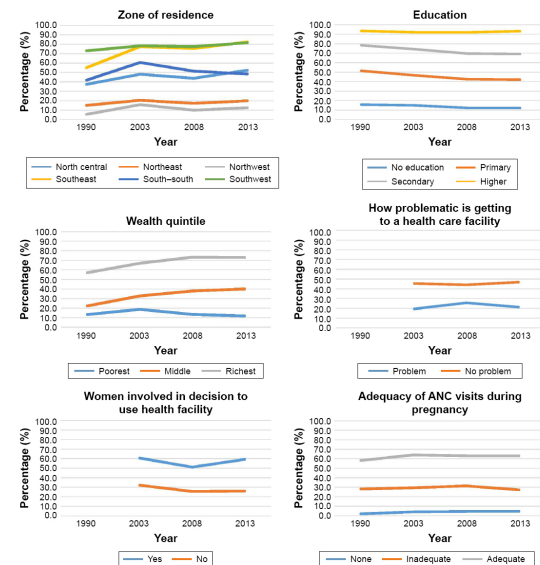 Zone of residence
Percentage (%)
100.0
90.0
80.0
70.0
60.0
50.0
40.0
30.0
20.0
10.0
0.0
1990 2003 2008 2013
Year
North central Northeast Northwest
Southeast South–south Southwest
Education
Percentage (%)
100.0
90.0
80.0
70.0
60.0
50.0
40.0
30.0
20.0
10.0
0.0
1990 2003 2008 2013
Year
No education Primary
Secondary Higher
Wealth quintile
Percentage (%)
100.0
90.0
80.0
70.0
60.0
50.0
40.0
30.0
20.0
10.0
0.0
1990 2003 2008 2013
Year
Poorest Middle Richest
How problematic is getting
to a health care facility
Percentage (%)
100.0
90.0
80.0
70.0
60.0
50.0
40.0
30.0
20.0
10.0
0.0
1990 2003 2008 2013
Year
Problem No problem
Women involved in decision to
use health facility
Percentage (%)
100.0
90.0
80.0
70.0
60.0
50.0
40.0
30.0
20.0
10.0
0.0
1990 2003 2008 2013
Year
Yes No
Adequacy of ANC visits during
pregnancy
Percentage (%)
100.0
90.0
80.0
70.0
60.0
50.0
40.0
30.0
20.0
10.0
0.0
1990 2003 2008 2013
Year
None Inadequate Adequate